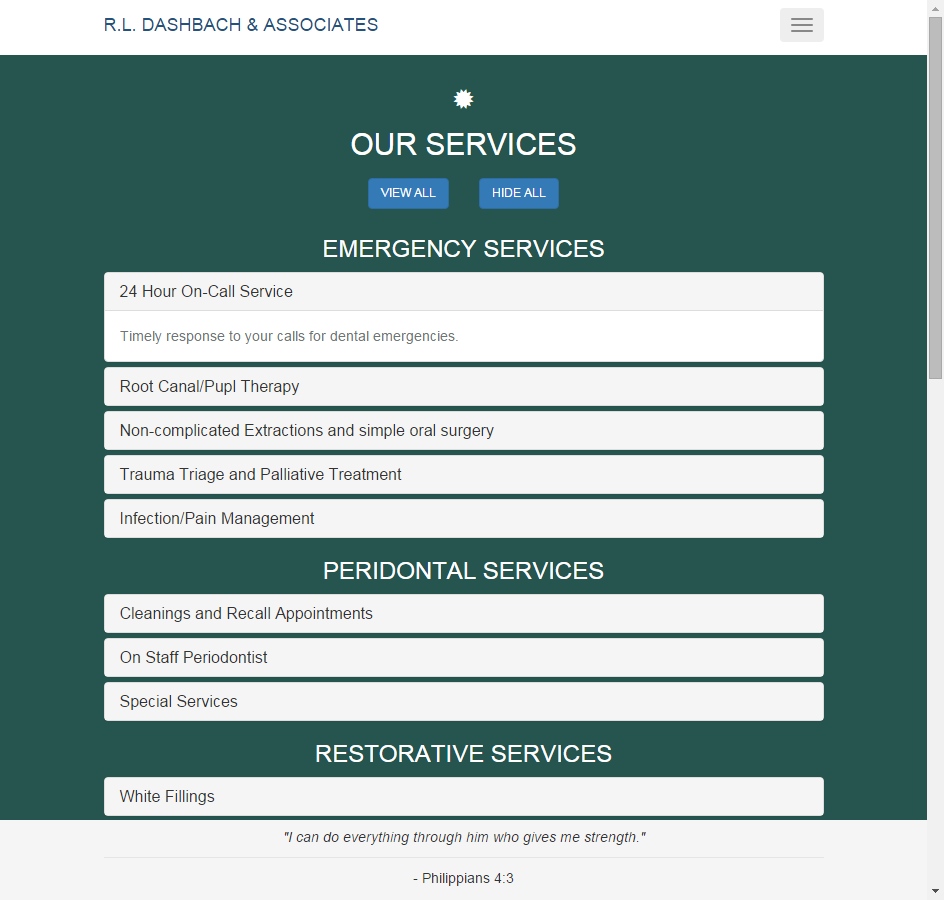 R.L. DASHBACH & ASSOCIATES
OUR SERVICES
VIEW ALL HIDE ALL
EMERGENCY SERVICES
24 Hour On-Call Service
Timely response to your calls for dental emergencies.
Root Canal/Pupl Therapy
Non-complicated Extractions and simple oral surgery
Trauma Triage and Palliative Treatment
Infection/Pain Management
PERIDONTAL SERVICES
Cleanings and Recall Appointments
On Staff Periodontist
Special Services
RESTORATIVE SERVICES
White Fillings
"I can do everything through him who gives me strength."
- Philippians 4:3